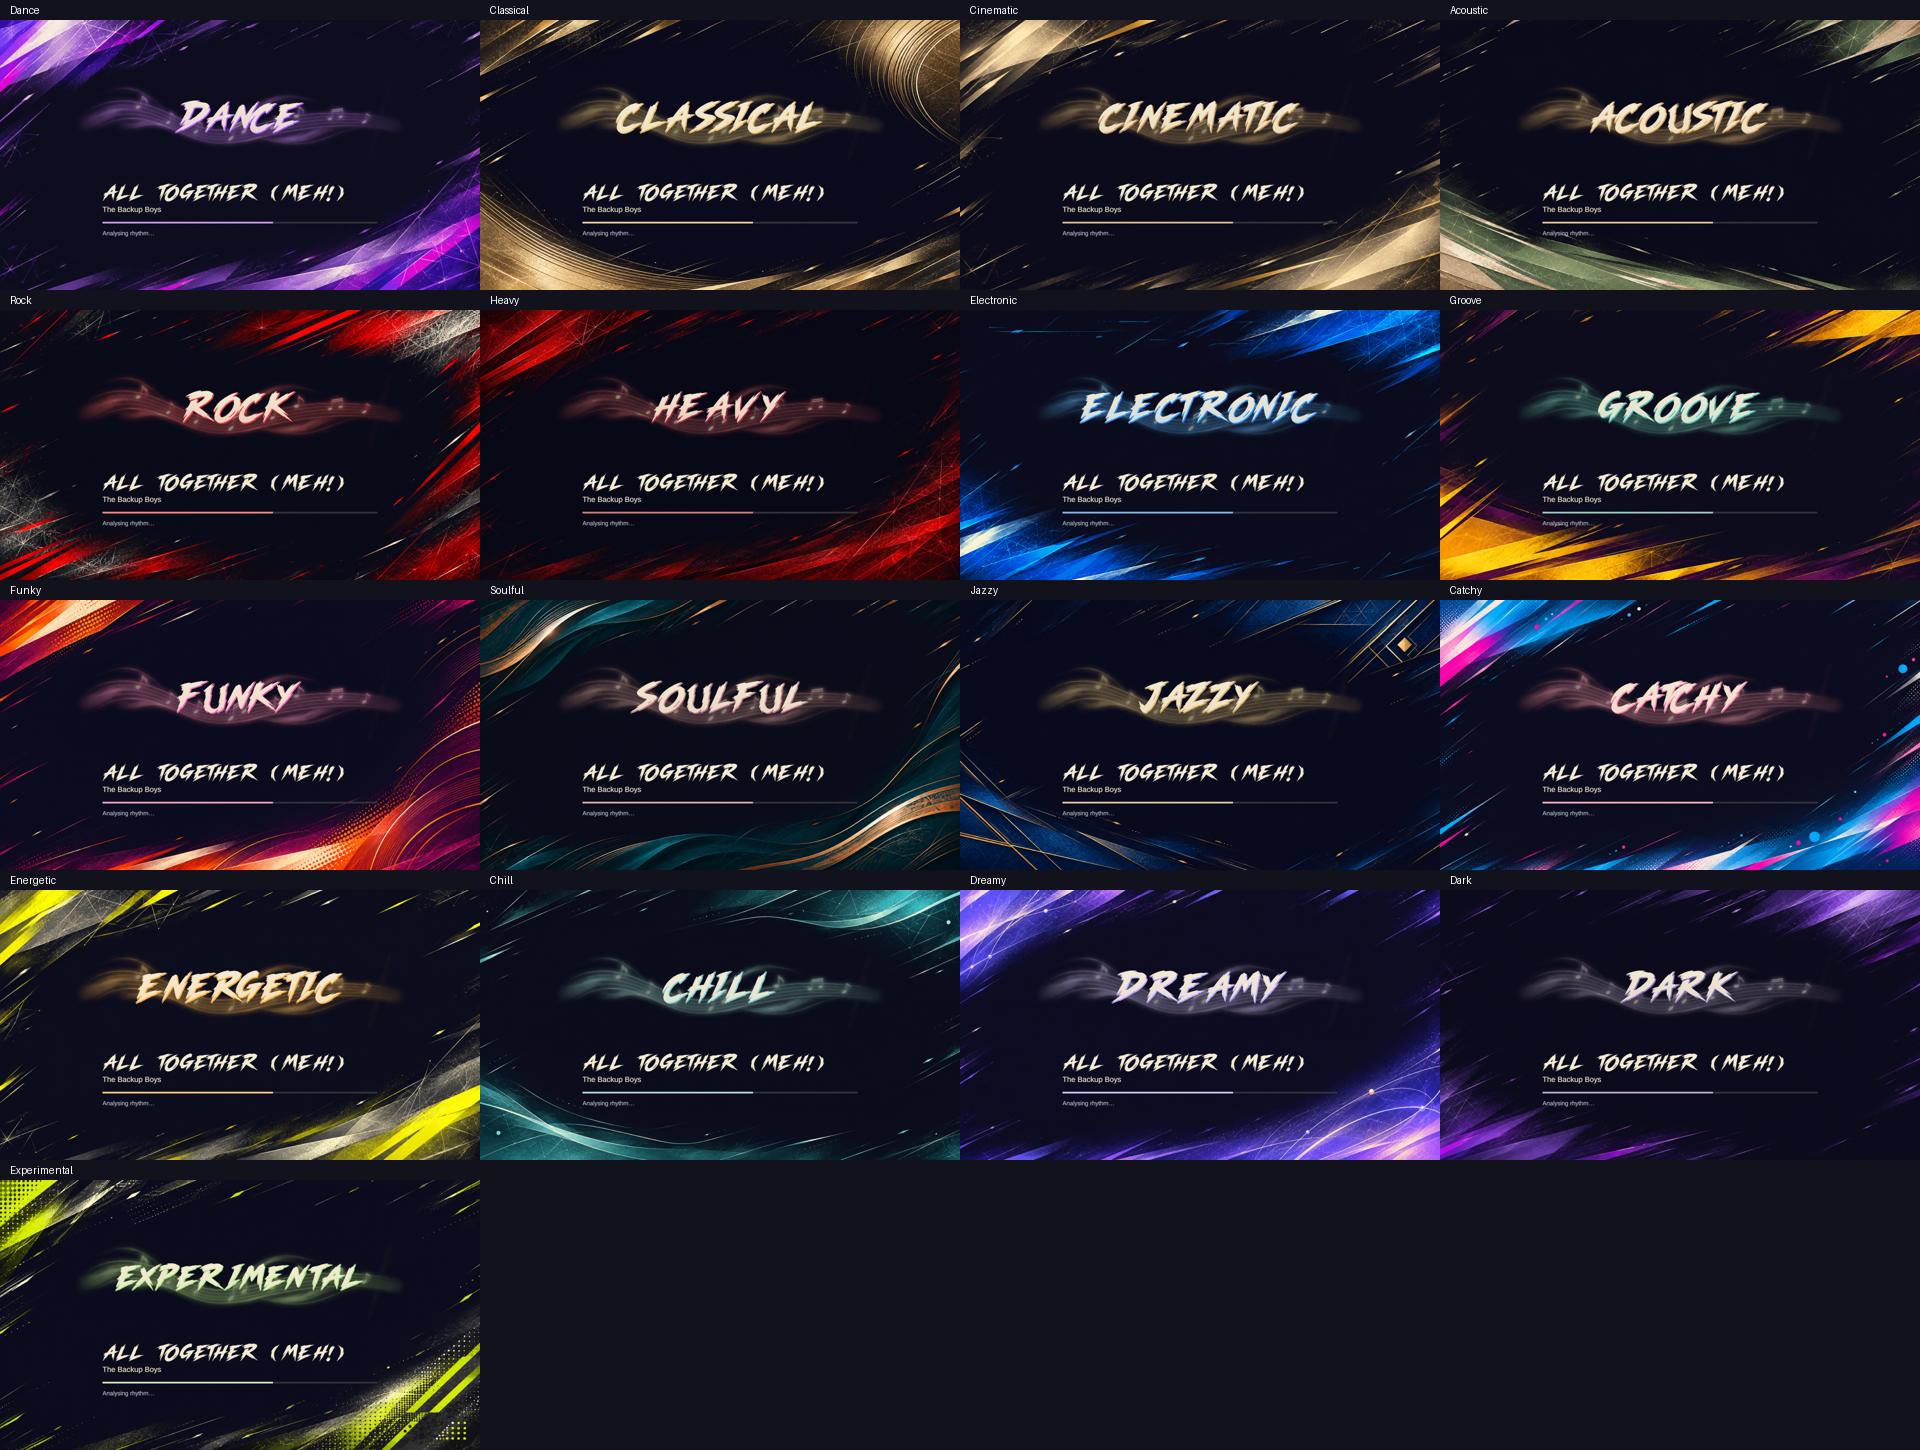 Dance
DANCE
ALL TOGETHER (MEH!)
The Backup Boys
Analysing rhythm...
Classical
CLASSICAL
ALL TOGETHER (MEH!)
The Backup Boys
Analysing rhythm...
Cinematic
CINEMATIC
ALL TOGETHER (MEH!)
The Backup Boys
Analysing rhythm...
Acoustic
ACOUSTIC
ALL TOGETHER (MEH!)
The Backup Boys
Analysing rhythm...
Rock
ROCK
ALL TOGETHER (MEH!)
The Backup Boys
Analysing rhythm...
Heavy
HEAVY
ALL TOGETHER (MEH!)
The Backup Boys
Analysing rhythm...
Electronic
ELECTRONIC
ALL TOGETHER (MEH!)
The Backup Boys
Analysing rhythm...
Groove
GROOVE
ALL TOGETHER (MEH!)
The Backup Boys
Analysing rhythm...
Funky
FUNKY
ALL TOGETHER (MEH!)
The Backup Boys
Analysing rhythm...
Soulful
SOULFUL
ALL TOGETHER (MEH!)
The Backup Boys
Analysing rhythm...
Jazzy
JAZZY
ALL TOGETHER (MEH!)
The Backup Boys
Analysing rhythm...
Catchy
CATCHY
ALL TOGETHER (MEH!)
The Backup Boys
Analysing rhythm...
Energetic
ENERGETIC
ALL TOGETHER (MEH!)
The Backup Boys
Analysing rhythm...
Chill
CHILL
ALL TOGETHER (MEH!)
The Backup Boys
Analysing rhythm...
Dreamy
DREAMY
ALL TOGETHER (MEH!)
The Backup Boys
Analysing rhythm...
Dark
DARK
ALL TOGETHER (MEH!)
The Backup Boys
Analysing rhythm...
Experimental
EXPERIMENTAL
ALL TOGETHER (MEH!)
The Backup Boys
Analysing rhythm...